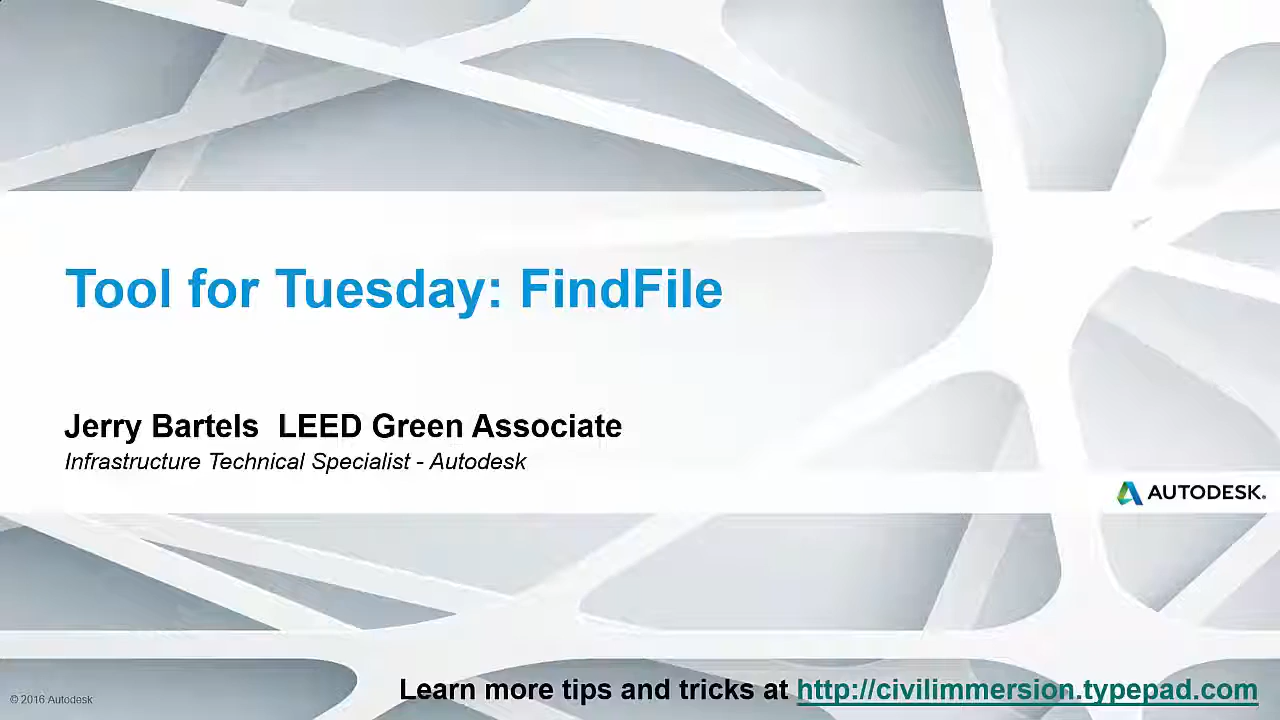 Tool for Tuesday: FindFile
Jerry Bartels  LEED Green Associate
Infrastructure Technical Specialist - Autodesk
AUTODESK.
Learn more tips and tricks at http://civilimmersion.typepad.com
© 2016 Autodesk